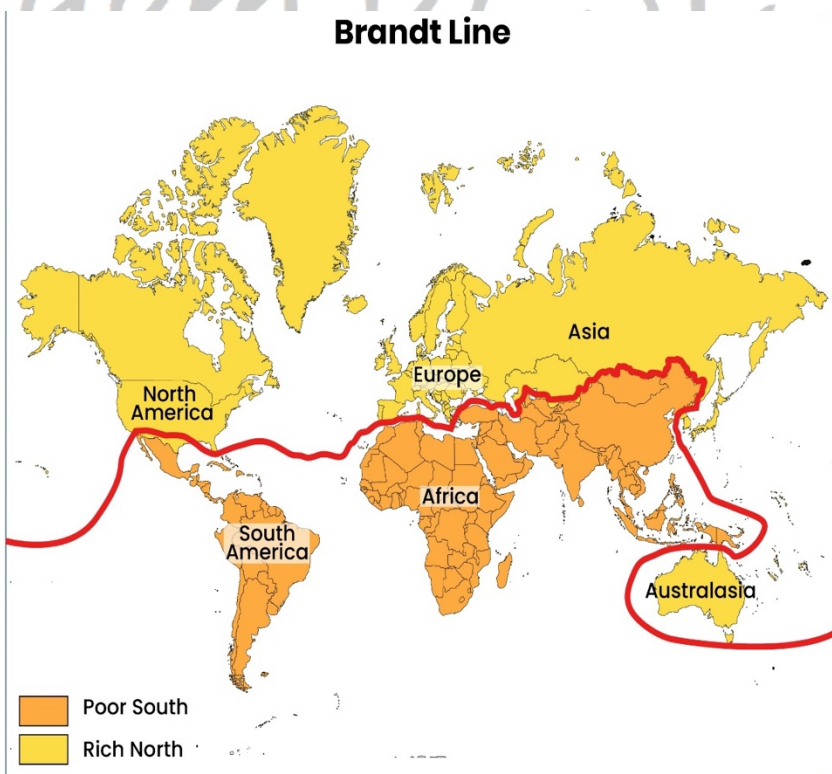 Brandt Line
Asia
Europe
North
America
Africa
South
America
Australasia
Poor South
Rich North